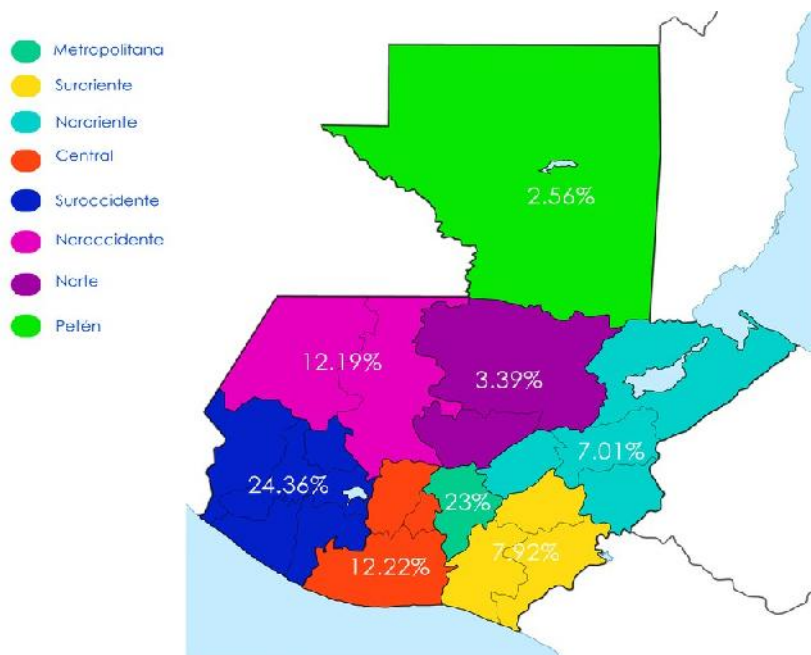 Metropolitana
Suroriente
Nororiente
Central
Suroccidente
Noroccidente
Norte
Petén
2.56%
12.19%
3.39%
7.01%
24.36%
23%
7.92%
12.22%